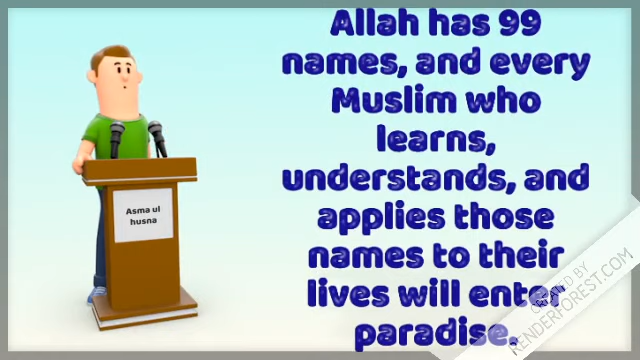 Allah has 99
names, and every
Muslim who
learns,
understands, and
applies those
names to their
lives will enter
paradise.
Asma ul
husna
CREATED BY
RENDERFOREST.COM